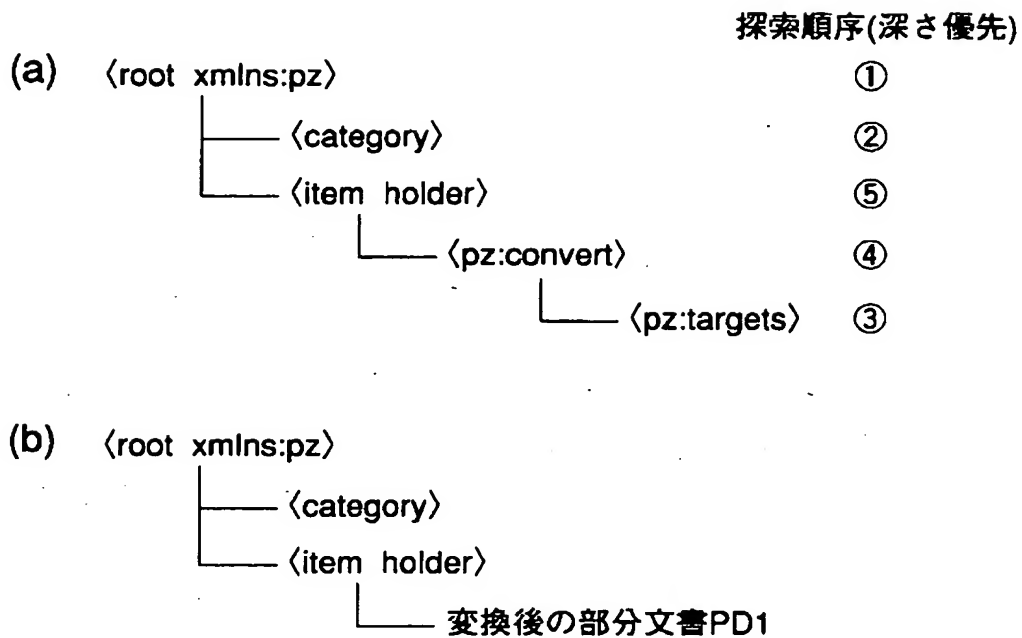 探索順序(深さ優先)
(a) 〈root xmlns:pz〉 ①
〈category〉 ②
〈item holder〉 ⑤
〈pz:convert〉 ④
〈pz:targets〉 ③
(b) 〈root xmlns:pz〉
〈category〉
〈item holder〉
変換後の部分文書PD1